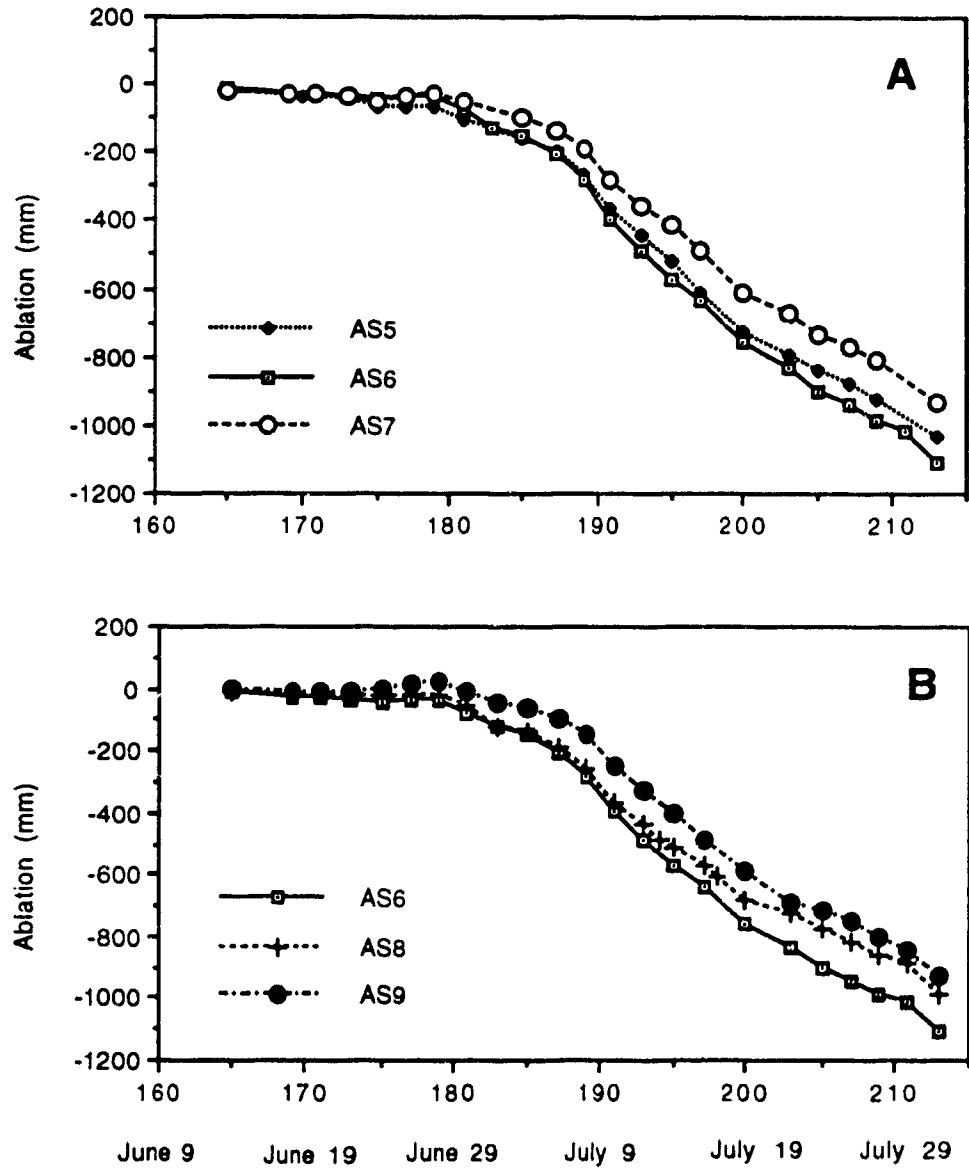 200
0
-200
-400
-600
-800
-1000
-1200
Ablation (mm)
A
AS5
AS6
AS7
160 170 180 190 200 210
200
0
-200
-400
-600
-800
-1000
-1200
Ablation (mm)
B
AS6
AS8
AS9
160 170 180 190 200 210
June 9 June 19 June 29 July 9 July 19 July 29